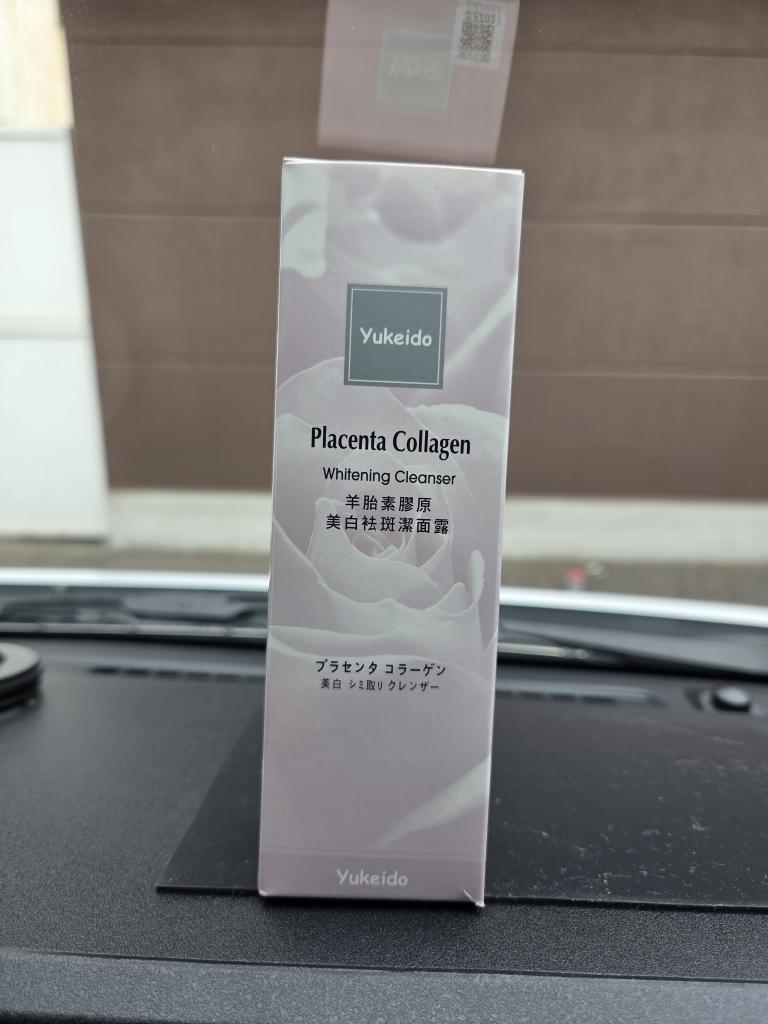 Yukeido
Placenta Collagen
Whitening Cleanser
羊胎素膠原
美白袪斑潔面露
プラセンタ コラーゲン
美白 シミ取り クレンザー
Yukeido